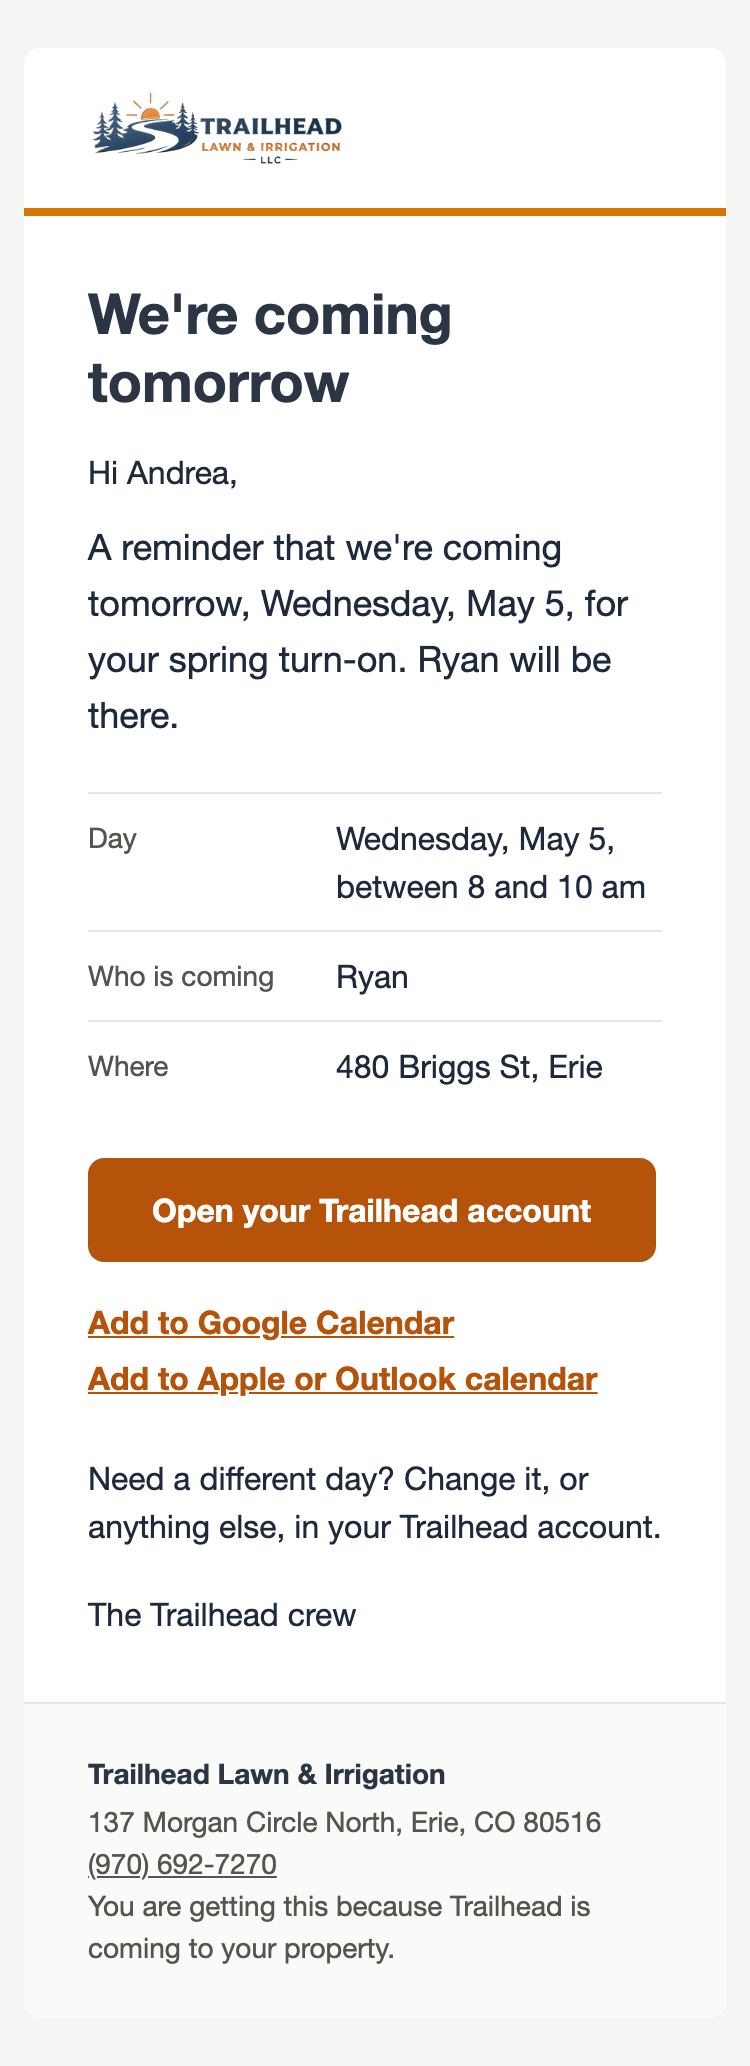 TRAILHEAD
LAWN & IRRIGATION
LLC
We're coming
tomorrow
Hi Andrea,
A reminder that we're coming
tomorrow, Wednesday, May 5, for
your spring turn-on. Ryan will be
there.
Day
Wednesday, May 5,
between 8 and 10 am
Who is coming
Ryan
Where
480 Briggs St, Erie
Open your Trailhead account
Add to Google Calendar
Add to Apple or Outlook calendar
Need a different day? Change it, or
anything else, in your Trailhead account.
The Trailhead crew
Trailhead Lawn & Irrigation
137 Morgan Circle North, Erie, CO 80516
(970) 692-7270
You are getting this because Trailhead is
coming to your property.